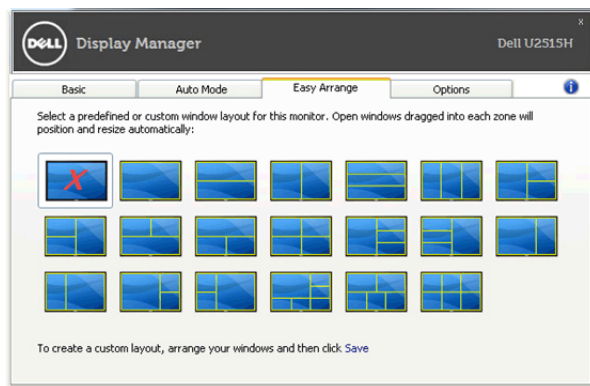 x
DELL Display Manager Dell U2515H
Basic Auto Mode Easy Arrange Options i
Select a predefined or custom window layout for this monitor. Open windows dragged into each zone will
position and resize automatically:
X
To create a custom layout, arrange your windows and then click Save